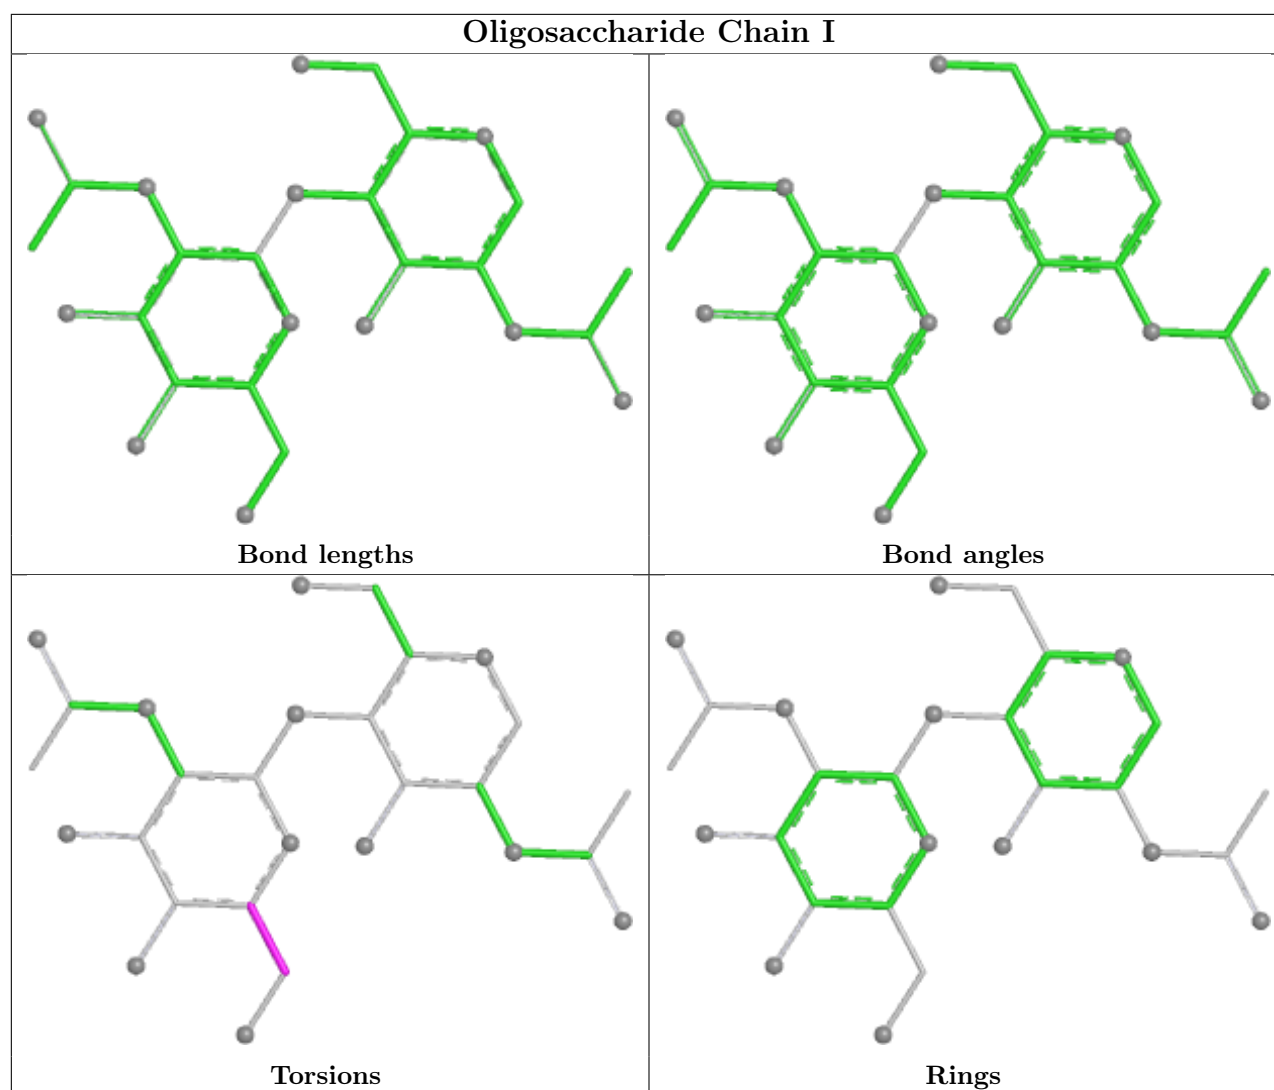 Oligosaccharide Chain I
Bond lengths
Bond angles
Torsions
Rings